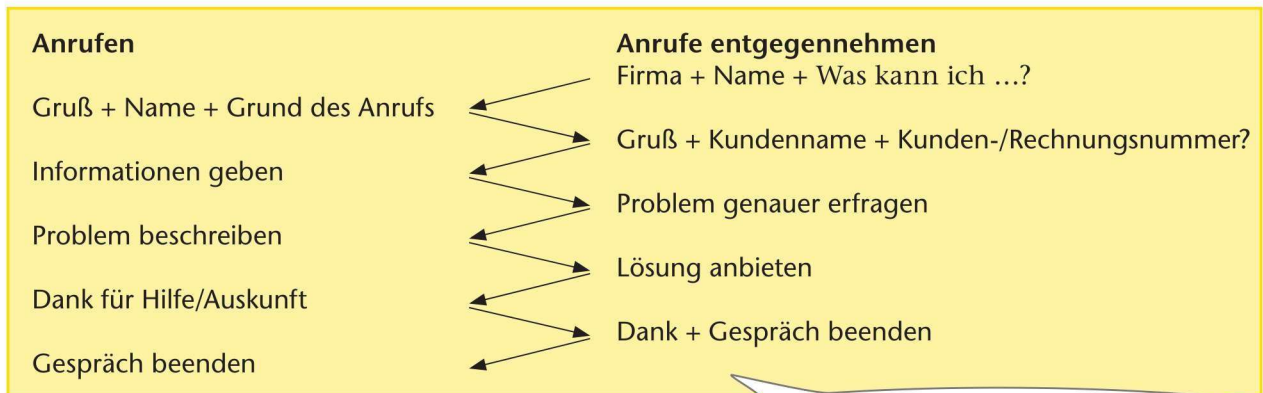 Anrufen
Anrufe entgegennehmen
Firma + Name + Was kann ich …?
Gruß + Name + Grund des Anrufs
Gruß + Kundenname + Kunden-/Rechnungsnummer?
Informationen geben
Problem genauer erfragen
Problem beschreiben
Lösung anbieten
Dank für Hilfe/Auskunft
Dank + Gespräch beenden
Gespräch beenden